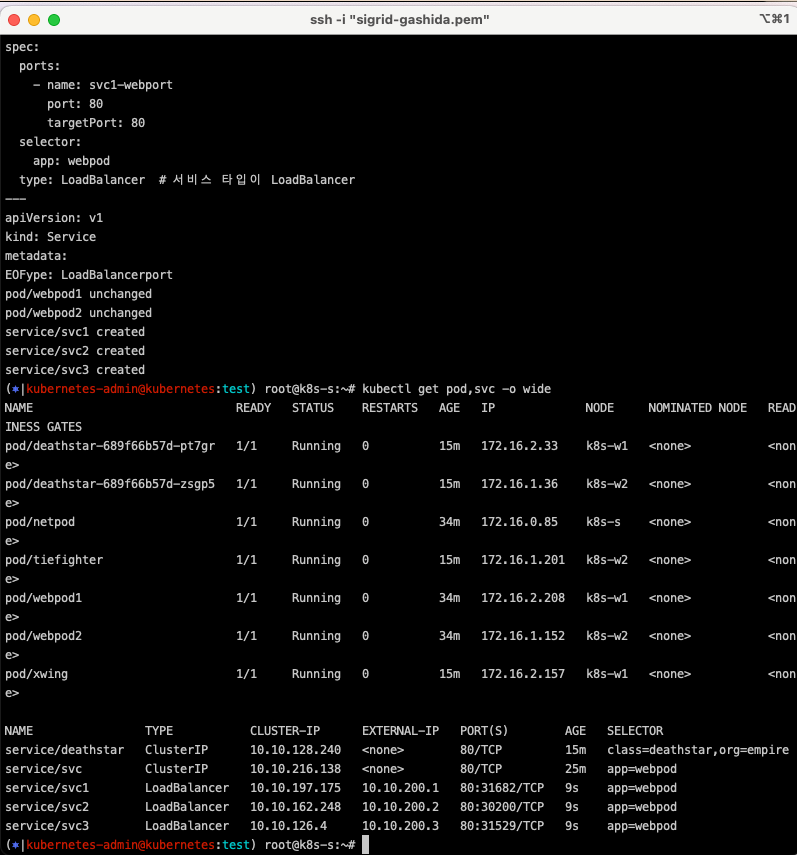 ssh -i "sigrid-gashida.pem"
⌥⌘1
spec:
  ports:
    - name: svc1-webport
      port: 80
      targetPort: 80
  selector:
    app: webpod
  type: LoadBalancer  # 서비스 타입이 LoadBalancer
---
apiVersion: v1
kind: Service
metadata:
EOFype: LoadBalancerport
pod/webpod1 unchanged
pod/webpod2 unchanged
service/svc1 created
service/svc2 created
service/svc3 created
(⎈|kubernetes-admin@kubernetes:test) root@k8s-s:~# kubectl get pod,svc -o wide
NAME                             READY   STATUS    RESTARTS   AGE   IP             NODE     NOMINATED NODE   READ
INESS GATES
pod/deathstar-689f66b57d-pt7gr   1/1     Running   0          15m   172.16.2.33    k8s-w1   <none>           <non
e>
pod/deathstar-689f66b57d-zsgp5   1/1     Running   0          15m   172.16.1.36    k8s-w2   <none>           <non
e>
pod/netpod                       1/1     Running   0          34m   172.16.0.85    k8s-s    <none>           <non
e>
pod/tiefighter                   1/1     Running   0          15m   172.16.1.201   k8s-w2   <none>           <non
e>
pod/webpod1                      1/1     Running   0          34m   172.16.2.208   k8s-w1   <none>           <non
e>
pod/webpod2                      1/1     Running   0          34m   172.16.1.152   k8s-w2   <none>           <non
e>
pod/xwing                        1/1     Running   0          15m   172.16.2.157   k8s-w1   <none>           <non
e>
NAME                TYPE           CLUSTER-IP      EXTERNAL-IP   PORT(S)        AGE   SELECTOR
service/deathstar   ClusterIP      10.10.128.240   <none>        80/TCP         15m   class=deathstar,org=empire
service/svc         ClusterIP      10.10.216.138   <none>        80/TCP         25m   app=webpod
service/svc1        LoadBalancer   10.10.197.175   10.10.200.1   80:31682/TCP   9s    app=webpod
service/svc2        LoadBalancer   10.10.162.248   10.10.200.2   80:30200/TCP   9s    app=webpod
service/svc3        LoadBalancer   10.10.126.4     10.10.200.3   80:31529/TCP   9s    app=webpod
(⎈|kubernetes-admin@kubernetes:test) root@k8s-s:~#